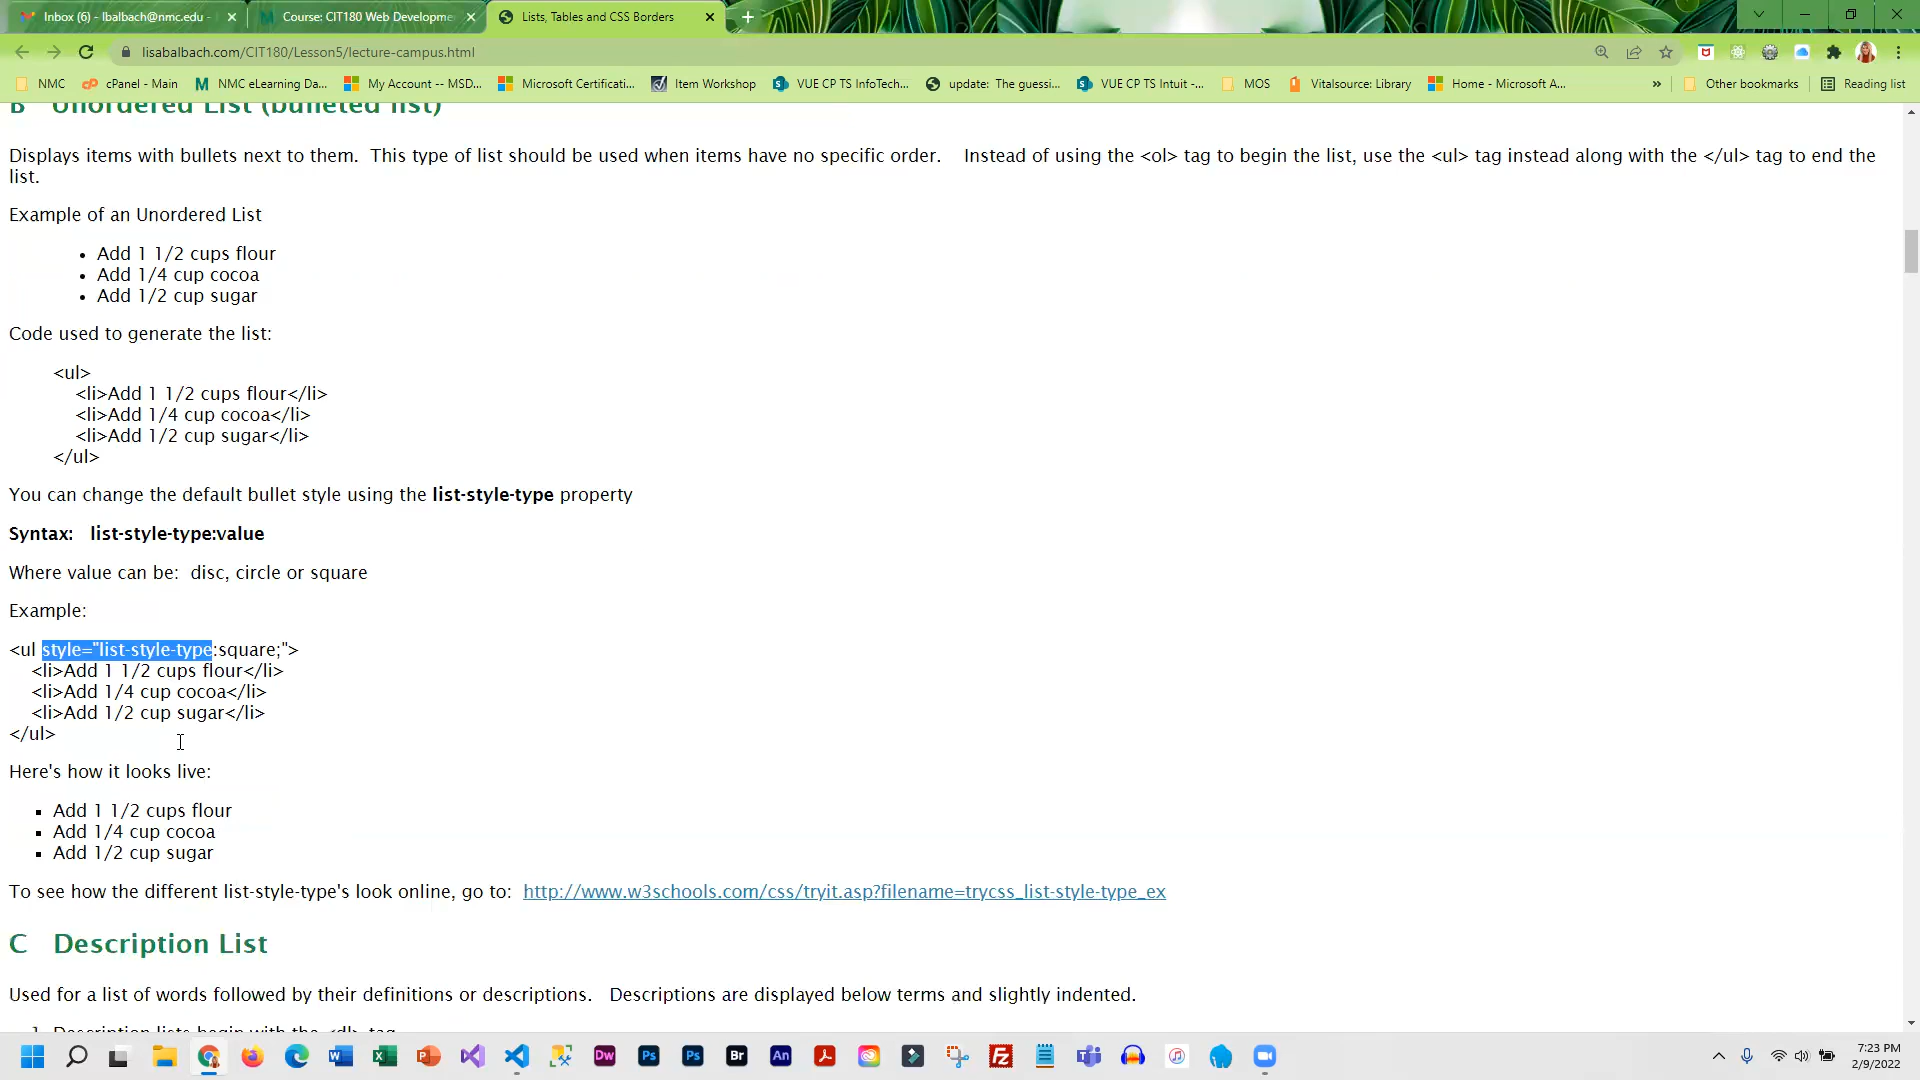 Inbox (6) - lbalbach@nmc.edu -
Course: CIT180 Web Developme
Lists, Tables and CSS Borders
lisabalbach.com/CIT180/Lesson5/lecture-campus.html
NMC
cPanel - Main
NMC eLearning Da...
My Account -- MSD...
Microsoft Certificati...
Item Workshop
VUE CP TS InfoTech...
update: The guessi...
VUE CP TS Intuit -...
MOS
Vitalsource: Library
Home - Microsoft A...
»
Other bookmarks
Reading list
B Unordered List (bulleted list)
Displays items with bullets next to them. This type of list should be used when items have no specific order. Instead of using the <ol> tag to begin the list, use the <ul> tag instead along with the </ul> tag to end the
list.
Example of an Unordered List
• Add 1 1/2 cups flour
• Add 1/4 cup cocoa
• Add 1/2 cup sugar
Code used to generate the list:
<ul>
<li>Add 1 1/2 cups flour</li>
<li>Add 1/4 cup cocoa</li>
<li>Add 1/2 cup sugar</li>
</ul>
You can change the default bullet style using the list-style-type property
Syntax: list-style-type:value
Where value can be: disc, circle or square
Example:
<ul style="list-style-type:square;">
<li>Add 1 1/2 cups flour</li>
<li>Add 1/4 cup cocoa</li>
<li>Add 1/2 cup sugar</li>
</ul>
Here's how it looks live:
▪ Add 1 1/2 cups flour
▪ Add 1/4 cup cocoa
▪ Add 1/2 cup sugar
To see how the different list-style-type's look online, go to: http://www.w3schools.com/css/tryit.asp?filename=trycss_list-style-type_ex
C Description List
Used for a list of words followed by their definitions or descriptions. Descriptions are displayed below terms and slightly indented.
1. Description lists begin with the <dl> tag
7:23 PM
2/9/2022